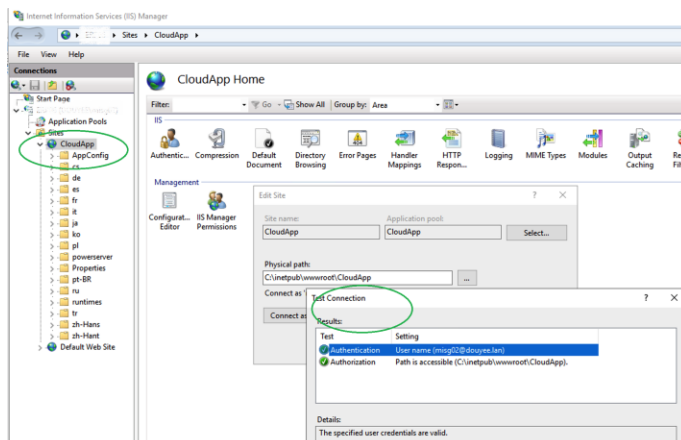 Internet Information Services (IIS) Manager
Sites
CloudApp
File View Help
Connections
Start Page
Application Pools
Sites
CloudApp
AppConfig
cs
de
es
fr
it
ja
ko
pl
powerserver
Properties
pt-BR
ru
runtimes
tr
zh-Hans
zh-Hant
Default Web Site
CloudApp Home
Filter: Go Show All Group by: Area
IIS
Authentic... Compression Default Document Directory Browsing Error Pages Handler Mappings HTTP Respon... Logging MIME Types Modules Output Caching
Management
Configurat... Editor IIS Manager Permissions
Edit Site ? X
Site name: Application pool:
CloudApp CloudApp Select...
Physical path:
C:\inetpub\wwwroot\CloudApp ...
Connect as
Connect as
Test Connection ? X
Results:
Test Setting
Authentication User name (misg02@douyee.lan)
Authorization Path is accessible (C:\inetpub\wwwroot\CloudApp).
Details:
The specified user credentials are valid.